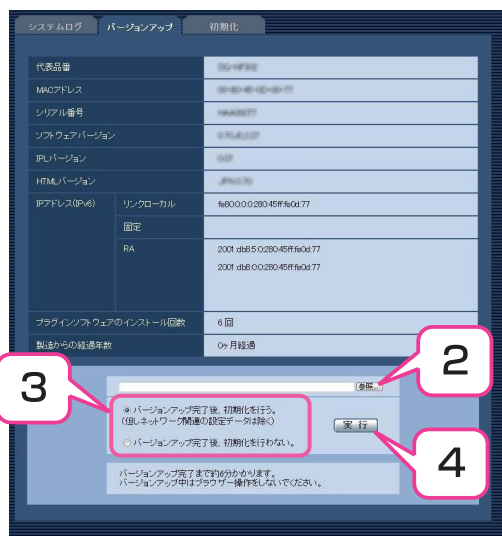 システムログ バージョンアップ 初期化
代表品番
MACアドレス
シリアル番号
ソフトウェアバージョン
IPLバージョン
HTMLバージョン
IPアドレス(IPv6) リンクローカル fe80:0:0:0:280:45ff:fe0d:77
固定
RA 2001:db8:5:0:280:45ff:fe0d:77
2001:db8:0:0:280:45ff:fe0d:77
プラグインソフトウェアのインストール回数 6 回
製造からの経過年数 0ヶ月経過
2
3
参照...
バージョンアップ完了後、初期化を行う。
(但しネットワーク関連の設定データは除く)
実 行
バージョンアップ完了後、初期化を行わない。
4
バージョンアップ完了まで約6分かかります。
バージョンアップ中はブラウザー操作をしないでください。